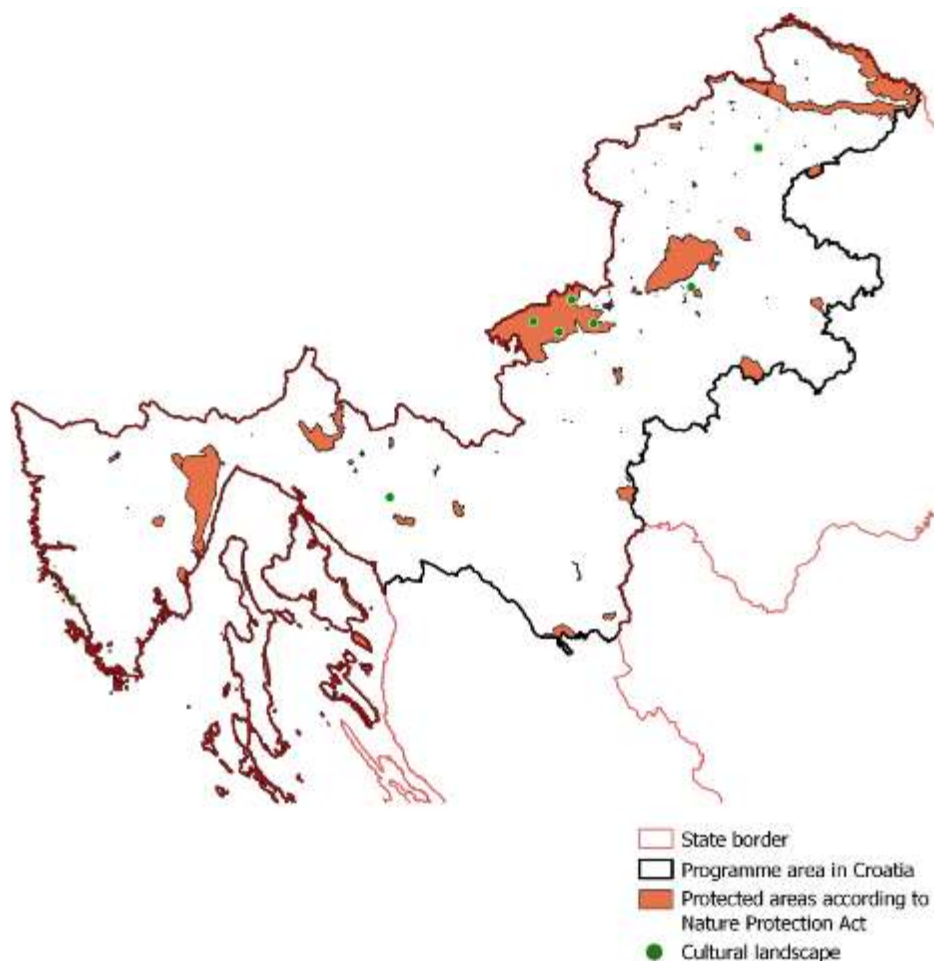 State border
Programme area in Croatia
Protected areas according to
Nature Protection Act
Cultural landscape